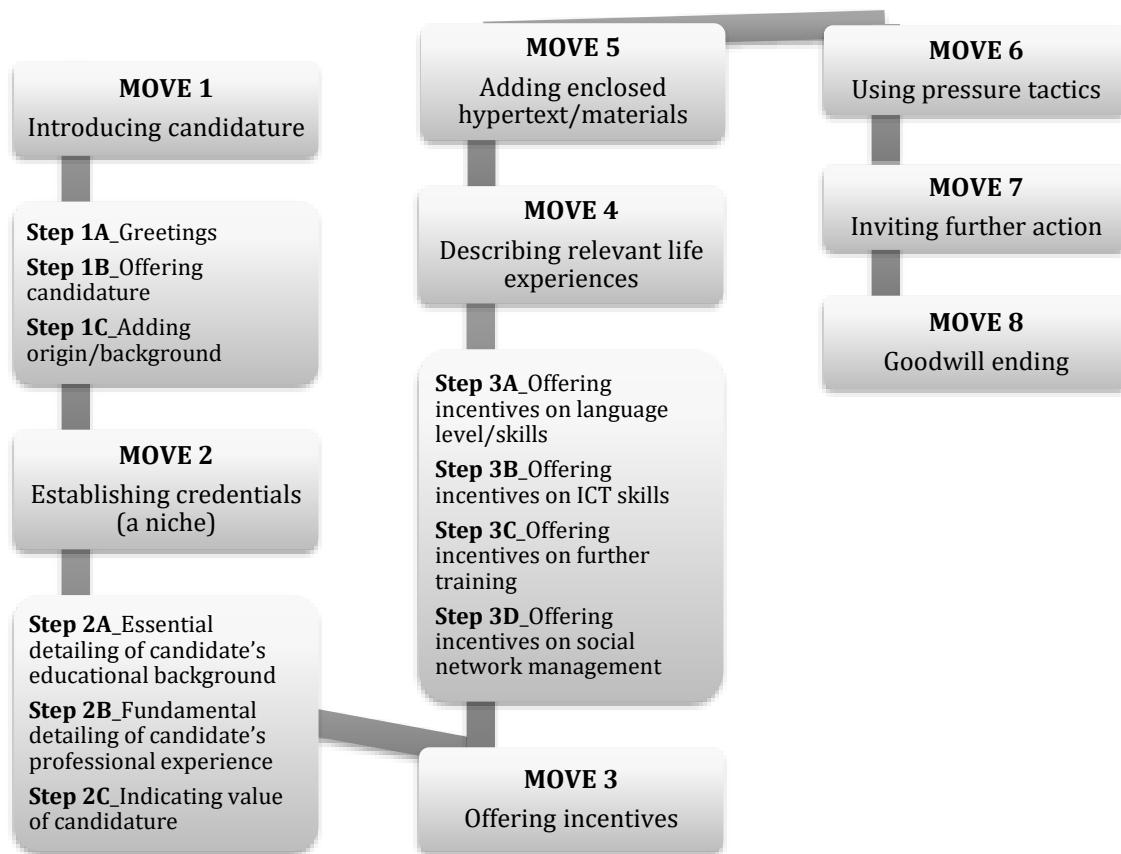 MOVE 1
Introducing candidature
Step 1A_Greetings
Step 1B_Offering
candidature
Step 1C_Adding
origin/background
MOVE 2
Establishing credentials
(a niche)
Step 2A_Essential
detailing of candidate's
educational background
Step 2B_Fundamental
detailing of candidate's
professional experience
Step 2C_Indicating value
of candidature
MOVE 3
Offering incentives
Step 3A_Offering
incentives on language
level/skills
Step 3B_Offering
incentives on ICT skills
Step 3C_Offering
incentives on further
training
Step 3D_Offering
incentives on social
network management
MOVE 4
Describing relevant life
experiences
MOVE 5
Adding enclosed
hypertext/materials
MOVE 6
Using pressure tactics
MOVE 7
Inviting further action
MOVE 8
Goodwill ending